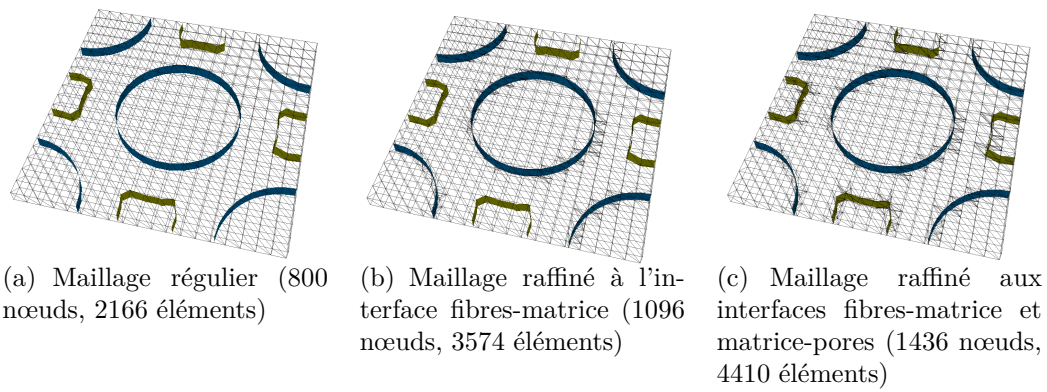 (a) Maillage régulier (800
nœuds, 2166 éléments)
(b) Maillage raffiné à l'in-
terface fibres-matrice (1096
nœuds, 3574 éléments)
(c) Maillage raffiné aux
interfaces fibres-matrice et
matrice-pores (1436 nœuds,
4410 éléments)